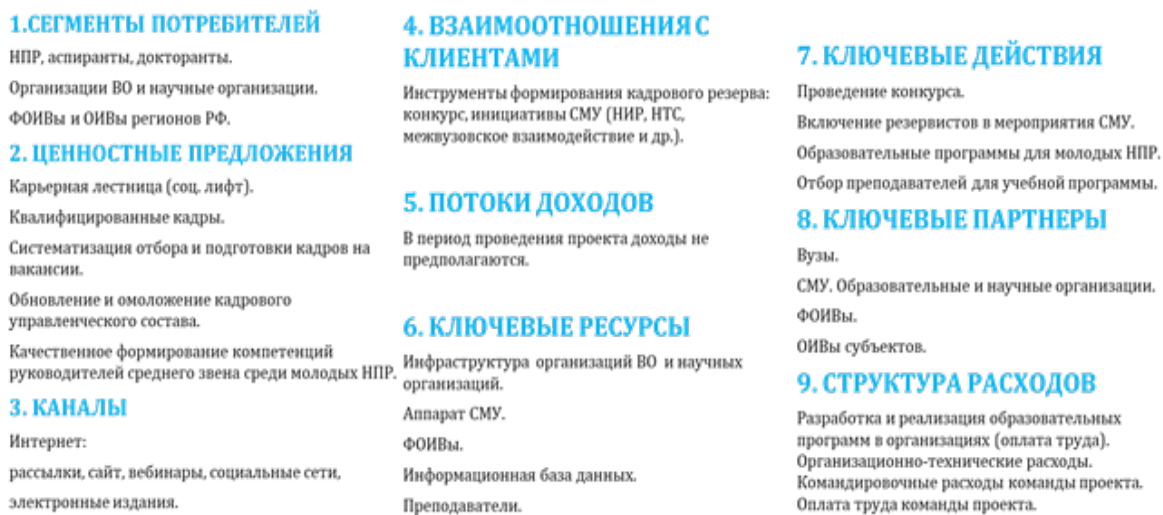 1.СЕГМЕНТЫ ПОТРЕБИТЕЛЕЙ
НПР, аспиранты, докторанты.
Организации ВО и научные организации.
ФОИВы и ОИВы регионов РФ.
2. ЦЕННОСТНЫЕ ПРЕДЛОЖЕНИЯ
Карьерная лестница (соц. лифт).
Квалифицированные кадры.
Систематизация отбора и подготовки кадров на
вакансии.
Обновление и омоложение кадрового
управленческого состава.
Качественное формирование компетенций
руководителей среднего звена среди молодых НПР.
3. КАНАЛЫ
Интернет:
рассылки, сайт, вебинары, социальные сети,
электронные издания.
4. ВЗАИМООТНОШЕНИЯ С
КЛИЕНТАМИ
Инструменты формирования кадрового резерва:
конкурс, инициативы СМУ (НИР, НТС,
межвузовское взаимодействие и др.).
5. ПОТОКИ ДОХОДОВ
В период проведения проекта доходы не
предполагаются.
6. КЛЮЧЕВЫЕ РЕСУРСЫ
Инфраструктура организаций ВО и научных
организаций.
Аппарат СМУ.
ФОИВы.
Информационная база данных.
Преподаватели.
7. КЛЮЧЕВЫЕ ДЕЙСТВИЯ
Проведение конкурса.
Включение резервистов в мероприятия СМУ.
Образовательные программы для молодых НПР.
Отбор преподавателей для учебной программы.
8. КЛЮЧЕВЫЕ ПАРТНЕРЫ
Вузы.
СМУ. Образовательные и научные организации.
ФОИВы.
ОИВы субъектов.
9. СТРУКТУРА РАСХОДОВ
Разработка и реализация образовательных
программ в организациях (оплата труда).
Организационно-технические расходы.
Командировочные расходы команды проекта.
Оплата труда команды проекта.